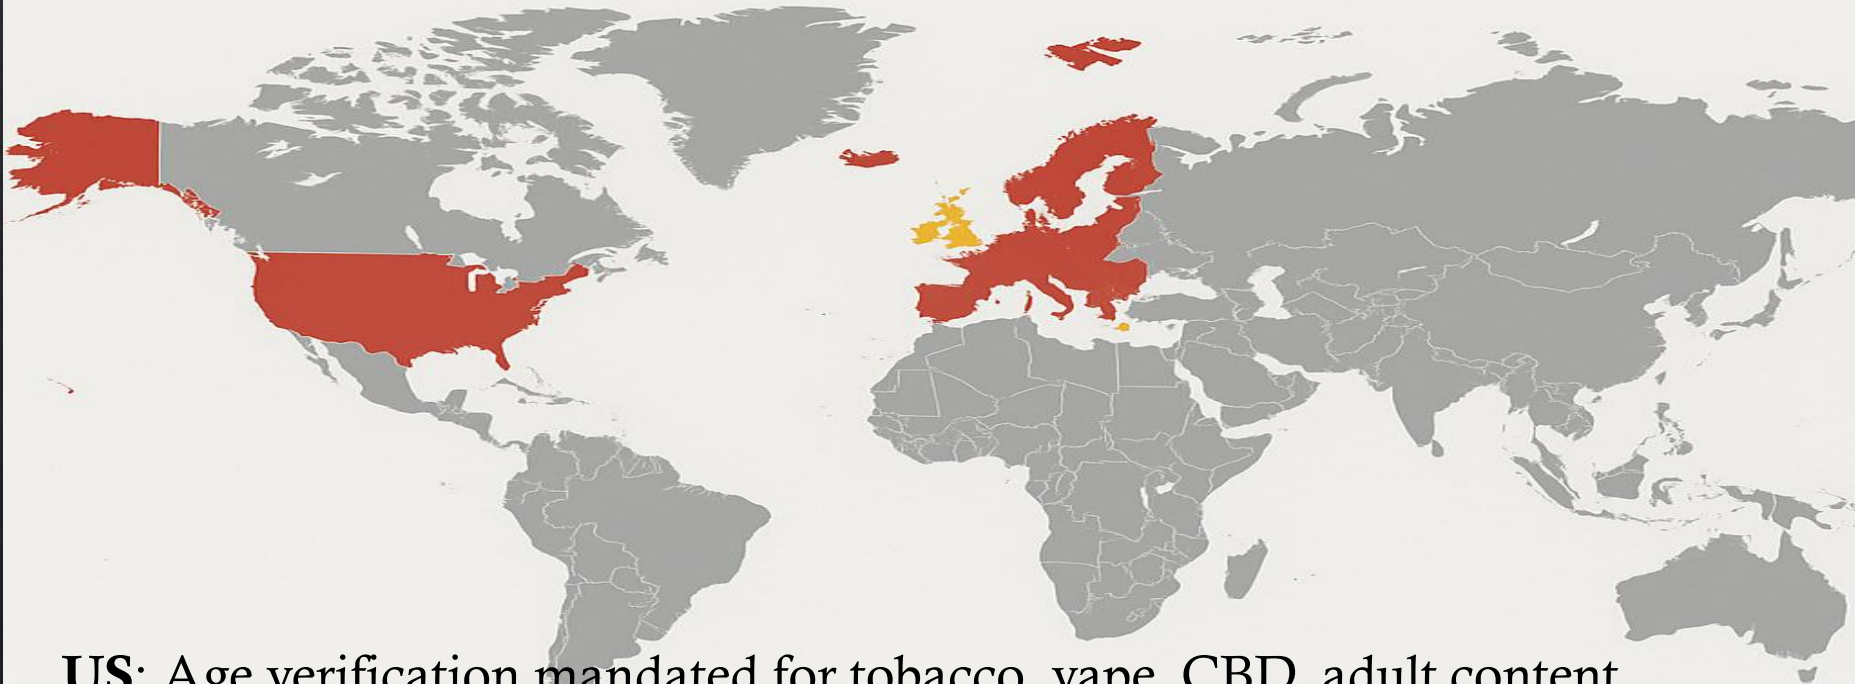 US: Age verification mandated for tobacco, vape, CBD, adult content